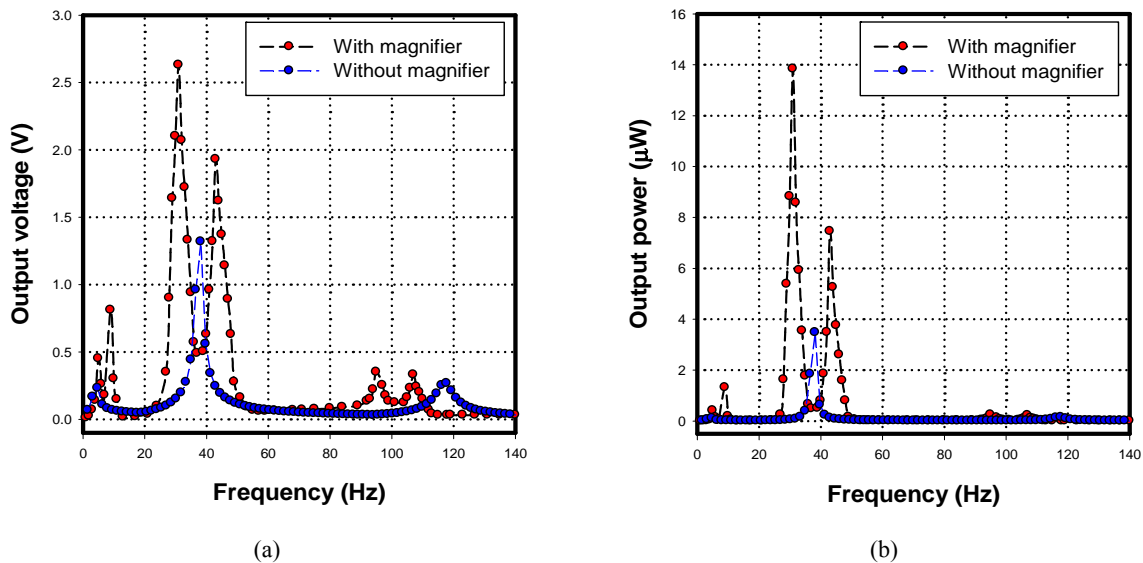 With magnifier
Without magnifier
Output voltage (V)
3.0
2.5
2.0
1.5
1.0
0.5
0.0
0 20 40 60 80 100 120 140
Frequency (Hz)
(a)
With magnifier
Without magnifier
Output power (μW)
16
14
12
10
8
6
4
2
0
0 20 40 60 80 100 120 140
Frequency (Hz)
(b)